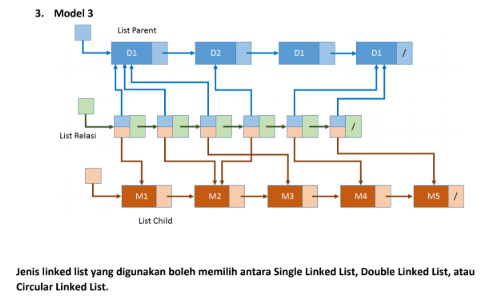 3. Model 3
List Parent
D1 D2 D1 D1 /
List Relasi /
M1 M2 M3 M4 M5 /
List Child
Jenis linked list yang digunakan boleh memilih antara Single Linked List, Double Linked List, atau
Circular Linked List.